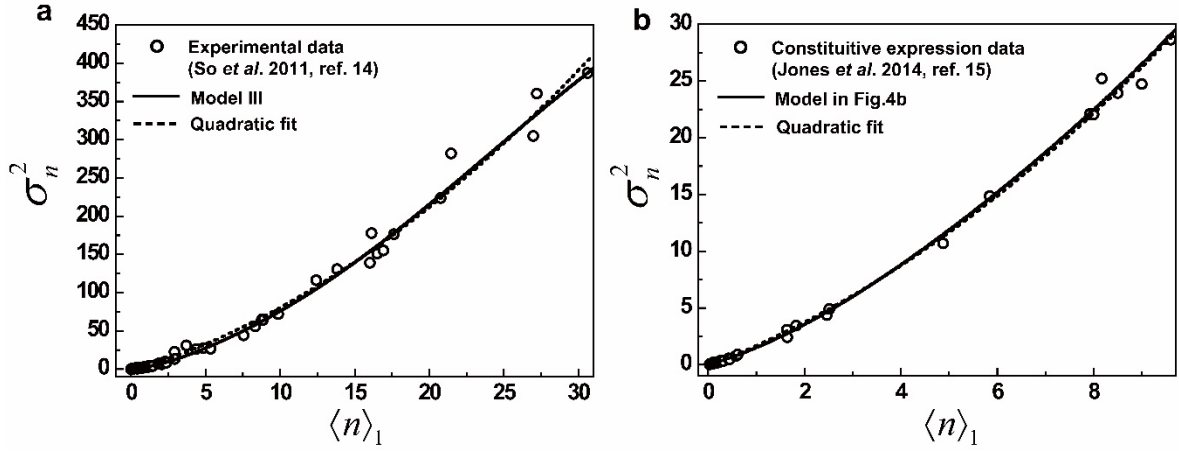 a
450
400
350
300
250
200
150
100
50
0
σ²ₙ
Experimental data
(So et al. 2011, ref. 14)
Model III
Quadratic fit
0 5 10 15 20 25 30
⟨n⟩₁
b
30
25
20
15
10
5
0
σ²ₙ
Constituitive expression data
(Jones et al. 2014, ref. 15)
Model in Fig.4b
Quadratic fit
0 2 4 6 8
⟨n⟩₁